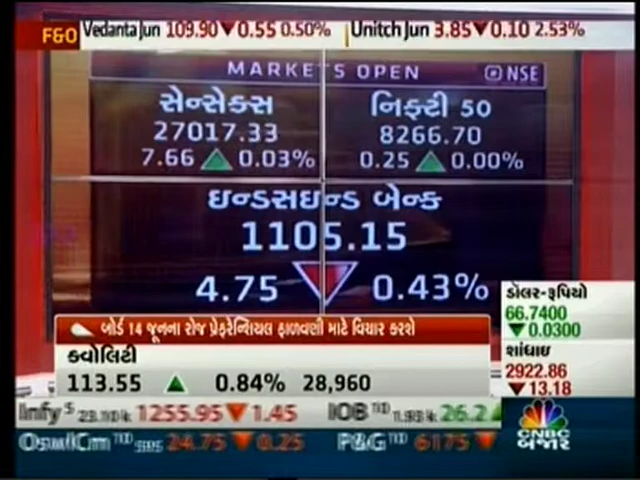 F&O Vedanta Jun 109.90▼0.55 0.50% Unitch Jun 3.85▼0.10 2.53%
MARKETS OPEN NSE
સેન્સેક્સ
27017.33
7.66 ▲ 0.03%
નિફ્ટી 50
8266.70
0.25 ▲ 0.00%
ઇન્ડસઇન્ડ બેન્ક
1105.15
4.75 ▼ 0.43%
ડૉલર-રૂપિયો
66.7400
▼0.0300
શાંઘાઇ
2922.86
▼13.18
બોર્ડ 14 જૂનના રોજ પ્રેફરેન્શિયલ ફાળવણી માટે વિચાર કરશે
ક્વોલિટી
113.55 ▲ 0.84% 28,960
Infy 1255.95▼1.45 IOB 26.2
OswlCm 24.75▼0.25 P&G 6175▼
CNBC
બજાર